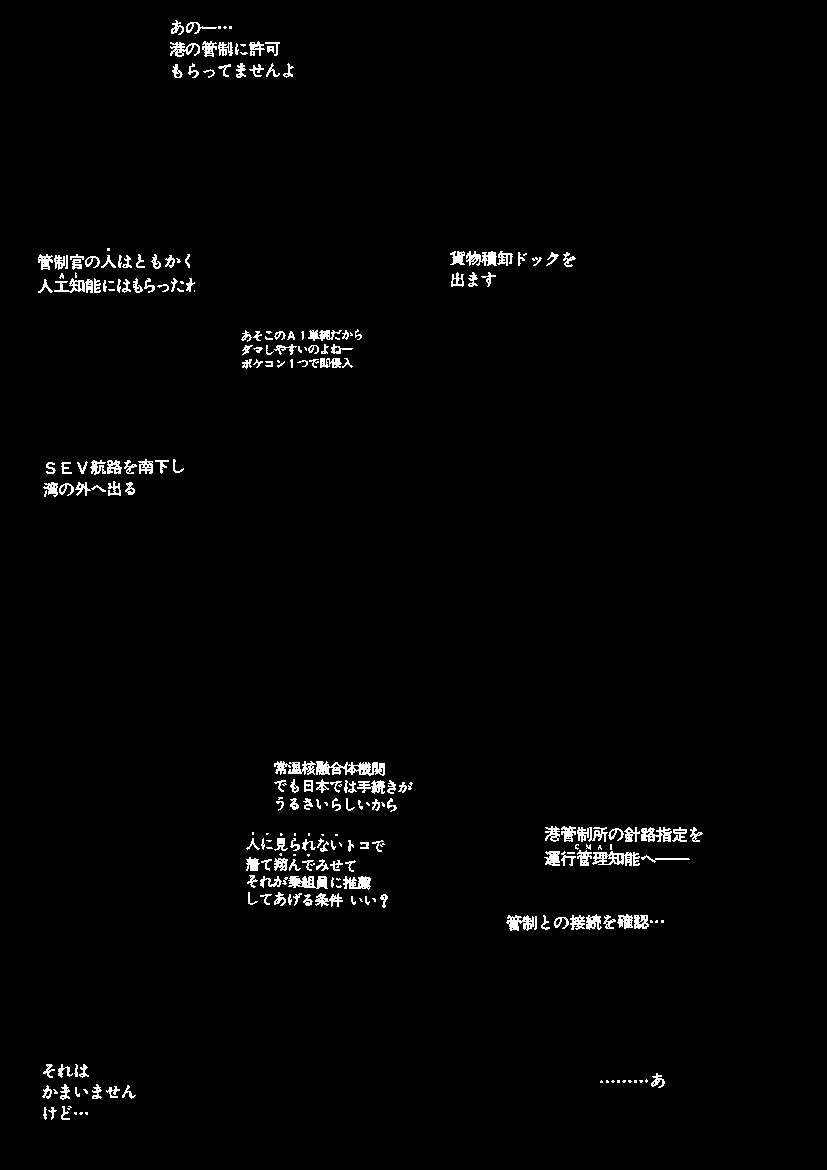 あのー…
港の管制に許可
もらってませんよ
貨物積卸ドックを
出ます
管制官の人はともかく
人工知能にはもらったわ
AI
あそこのA1単純だから
ダマしやすいのよねー
ポケコン1つで即侵入
SEV航路を南下し
湾の外へ出る
常温核融合体機関
でも日本では手続きが
うるさいらしいから
港管制所の針路指定を
運行管理知能へ――
CMAI
人に見られないトコで
着て翔んでみせて
それが乗組員に推薦
してあげる条件 いい?
管制との接続を確認…
それは
かまいません
けど…
………あ